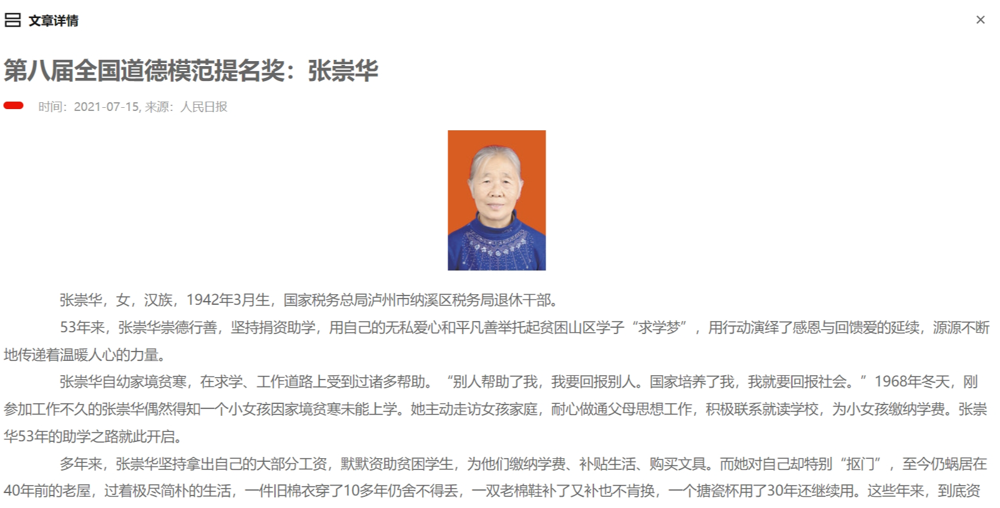 文章详情
×
第八届全国道德模范提名奖：张崇华
时间：2021-07-15, 来源：人民日报
张崇华，女，汉族，1942年3月生，国家税务总局泸州市纳溪区税务局退休干部。
53年来，张崇华崇德行善，坚持捐资助学，用自己的无私爱心和平凡善举托起贫困山区学子“求学梦”，用行动演绎了感恩与回馈爱的延续，源源不断
地传递着温暖人心的力量。
张崇华自幼家境贫寒，在求学、工作道路上受到过诸多帮助。“别人帮助了我，我要回报别人。国家培养了我，我就要回报社会。”1968年冬天，刚
参加工作不久的张崇华偶然得知一个小女孩因家境贫寒未能上学。她主动走访女孩家庭，耐心做通父母思想工作，积极联系就读学校，为小女孩缴纳学费。张崇
华53年的助学之路就此开启。
多年来，张崇华坚持拿出自己的大部分工资，默默资助贫困学生，为他们缴纳学费、补贴生活、购买文具。而她对自己却特别“抠门”，至今仍蜗居在
40年前的老屋，过着极尽简朴的生活，一件旧棉衣穿了10多年仍舍不得丢，一双老棉鞋补了又补也不肯换，一个搪瓷杯用了30年还继续用。这些年来，到底资